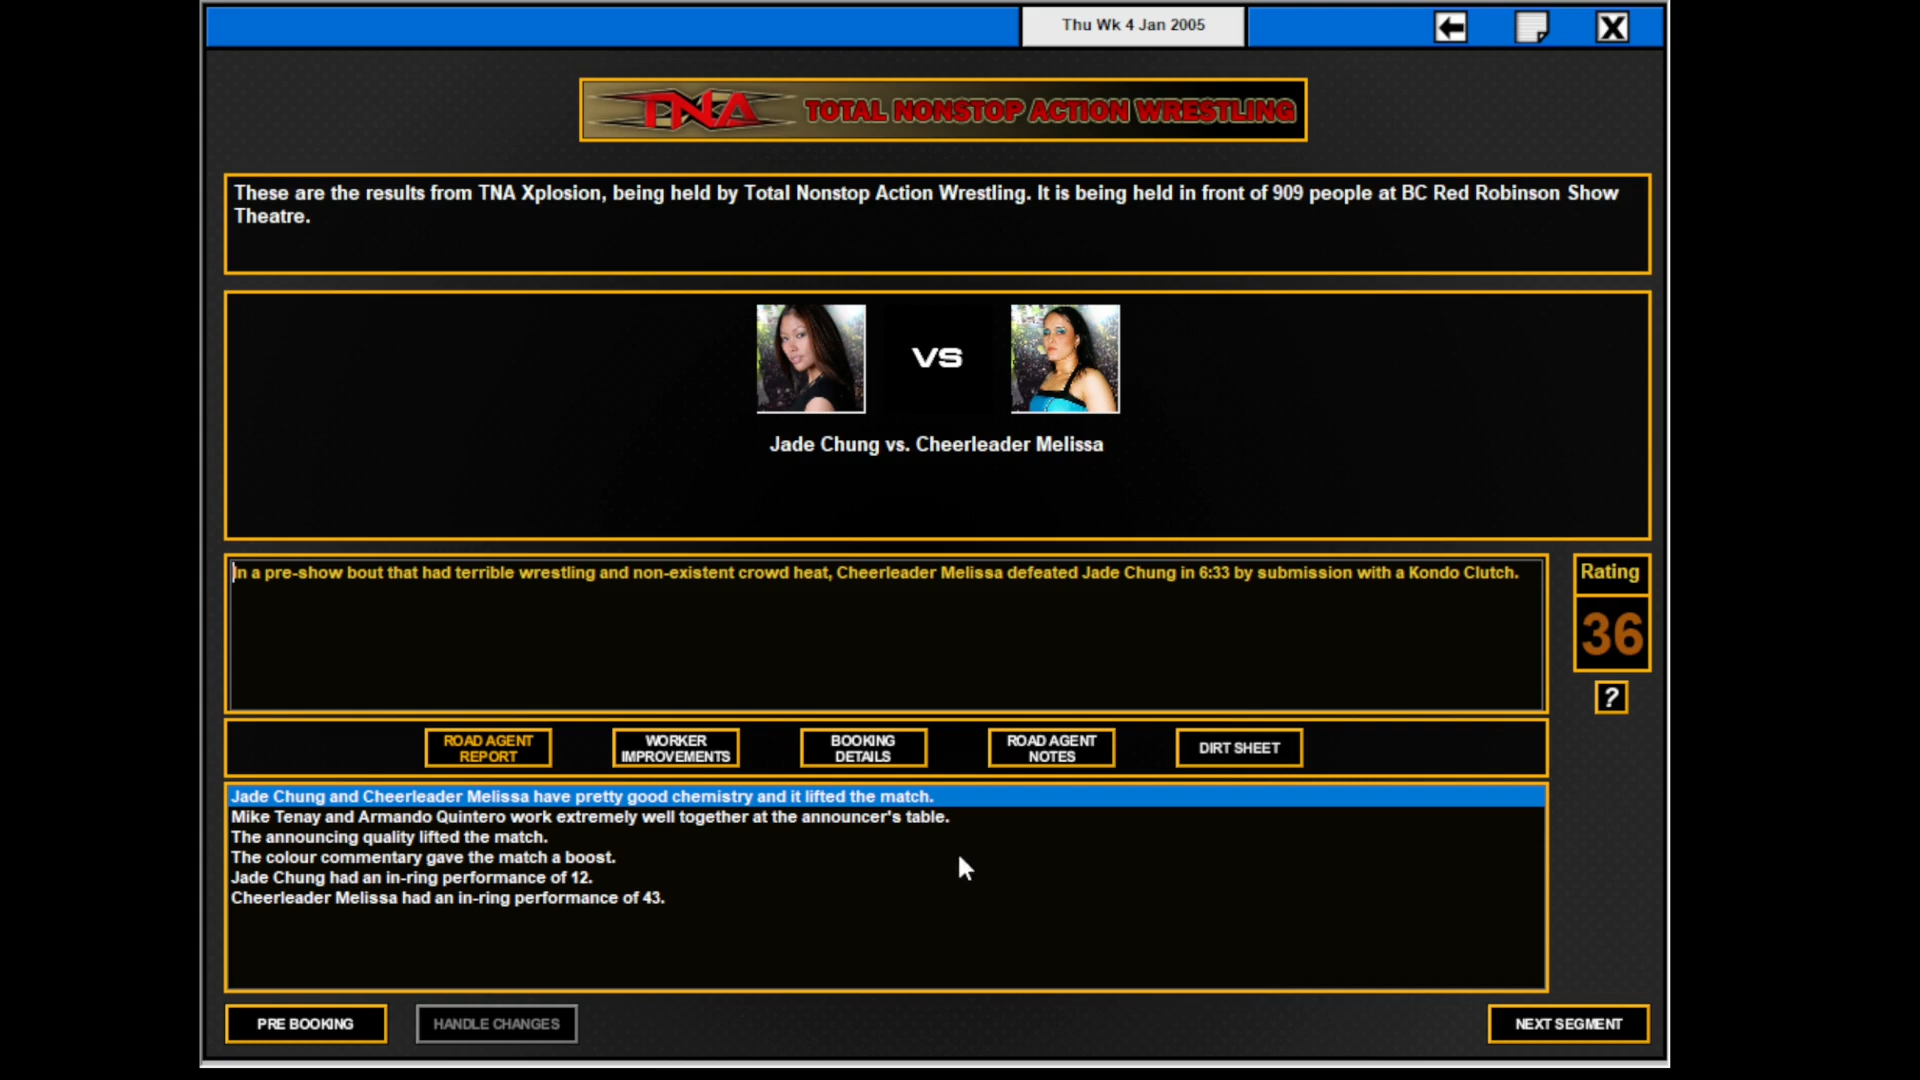 Thu Wk 4 Jan 2005
TNA TOTAL NONSTOP ACTION WRESTLING
These are the results from TNA Xplosion, being held by Total Nonstop Action Wrestling. It is being held in front of 909 people at BC Red Robinson Show
Theatre.
VS
Jade Chung vs. Cheerleader Melissa
In a pre-show bout that had terrible wrestling and non-existent crowd heat, Cheerleader Melissa defeated Jade Chung in 6:33 by submission with a Kondo Clutch.
Rating
36
?
ROAD AGENT
REPORT
WORKER
IMPROVEMENTS
BOOKING
DETAILS
ROAD AGENT
NOTES
DIRT SHEET
Jade Chung and Cheerleader Melissa have pretty good chemistry and it lifted the match.
Mike Tenay and Armando Quintero work extremely well together at the announcer's table.
The announcing quality lifted the match.
The colour commentary gave the match a boost.
Jade Chung had an in-ring performance of 12.
Cheerleader Melissa had an in-ring performance of 43.
PRE BOOKING
HANDLE CHANGES
NEXT SEGMENT